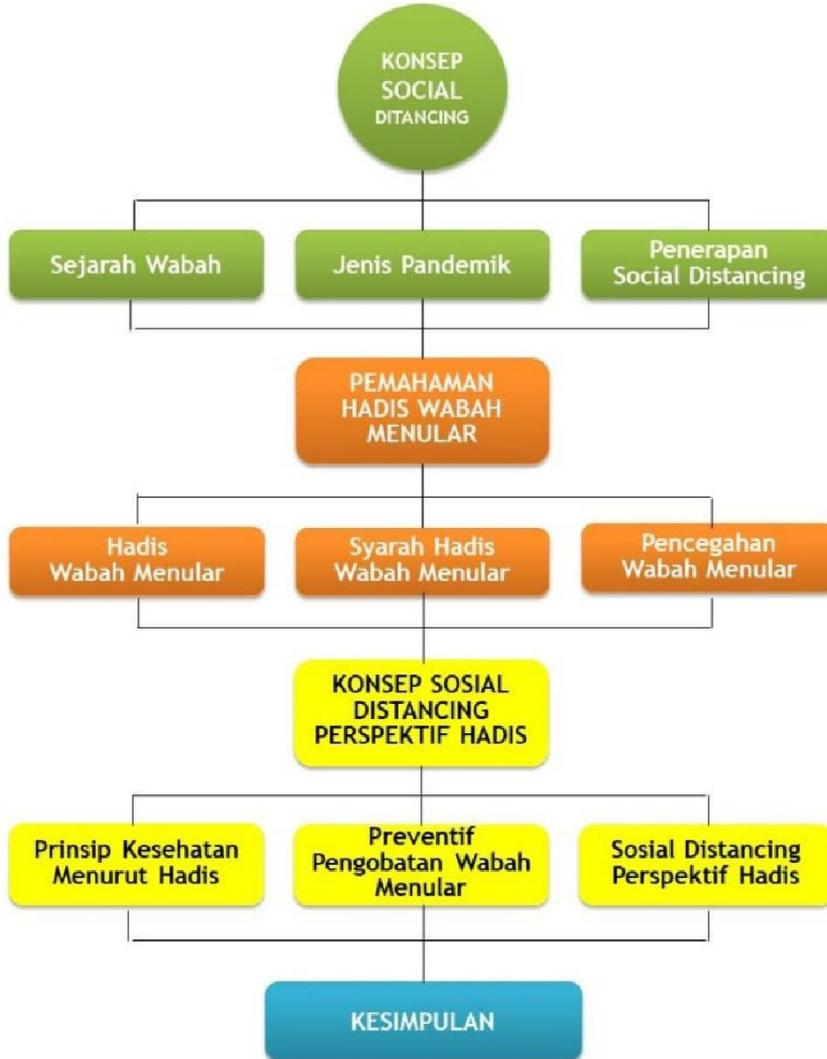 KONSEP
SOCIAL
DITANCING
Sejarah Wabah
Jenis Pandemik
Penerapan
Social Distancing
PEMAHAMAN
HADIS WABAH
MENULAR
Hadis
Wabah Menular
Syarah Hadis
Wabah Menular
Pencegahan
Wabah Menular
KONSEP SOSIAL
DISTANCING
PERSPEKTIF HADIS
Prinsip Kesehatan
Menurut Hadis
Preventif
Pengobatan Wabah
Menular
Sosial Distancing
Perspektif Hadis
KESIMPULAN